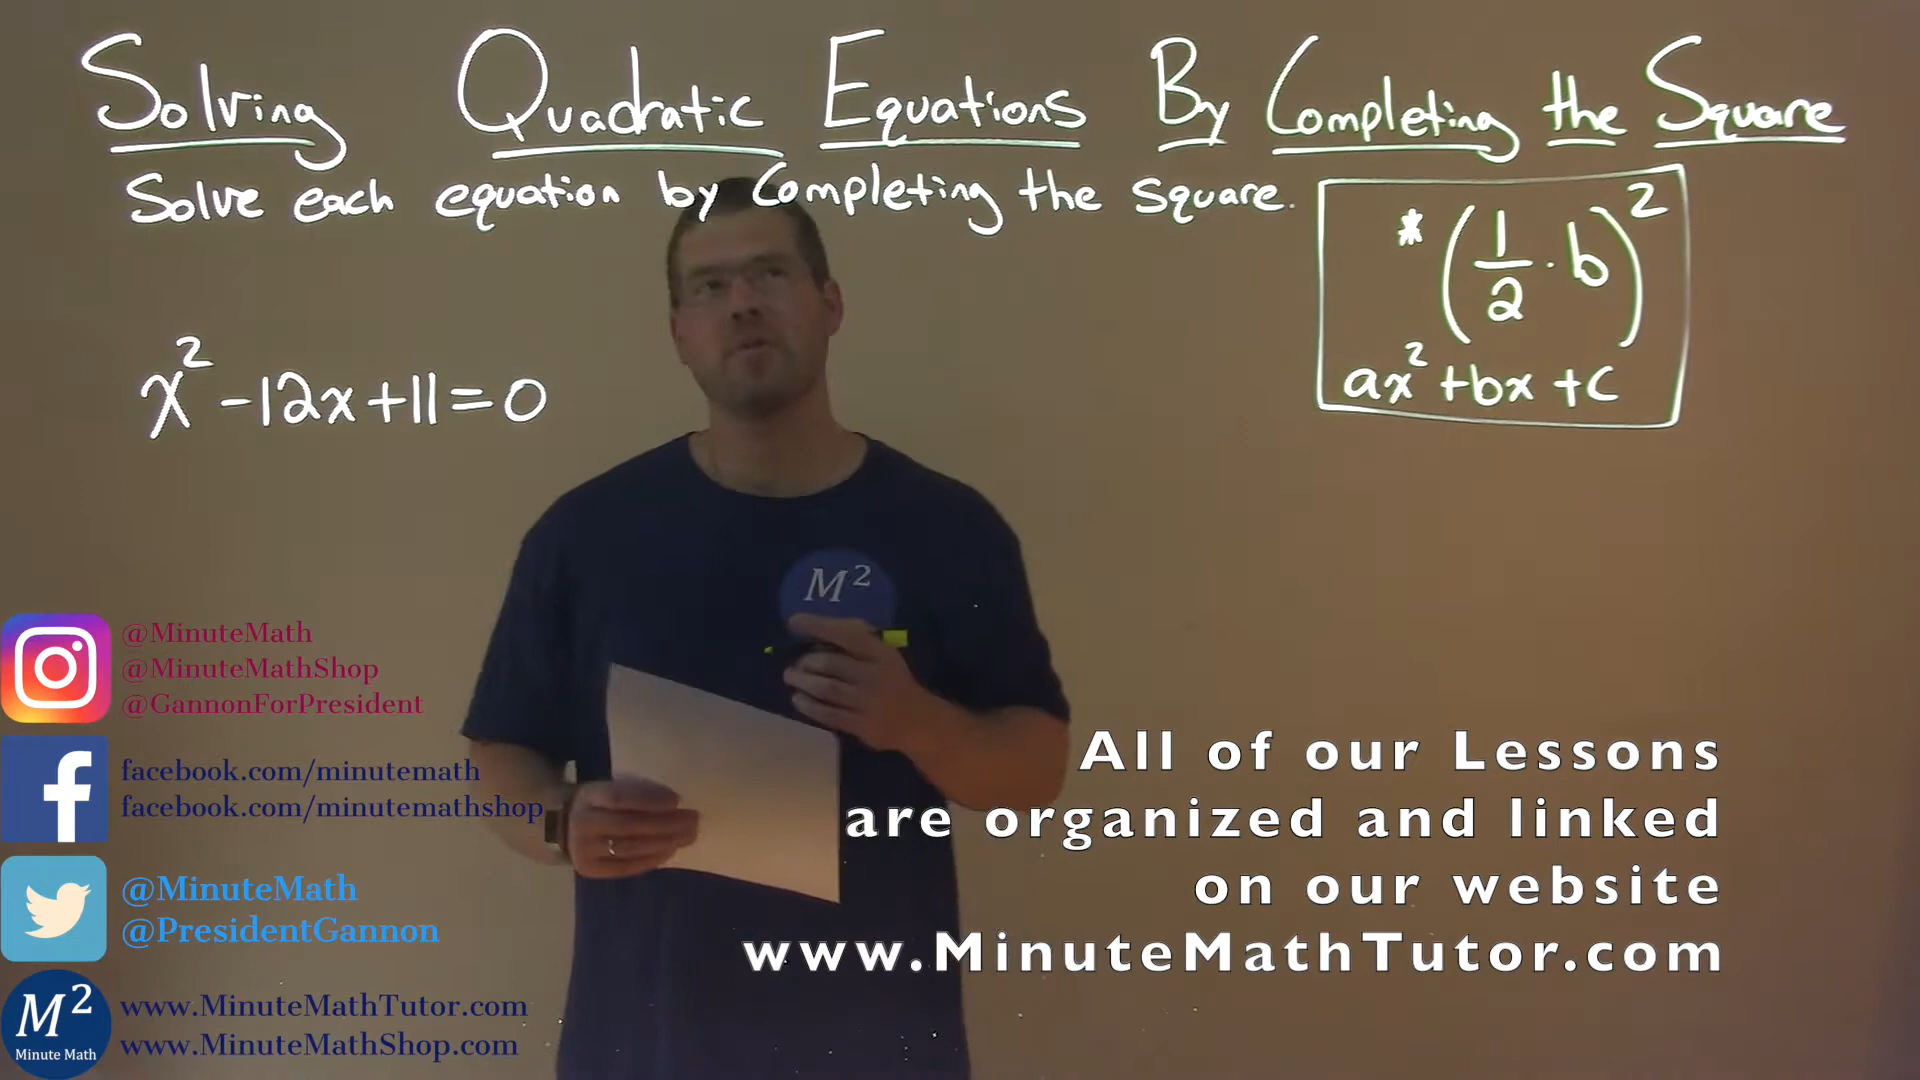 Solving Quadratic Equations By Completing the Square
Solve each equation by Completing the square.
* (1/2 · b)²
ax² + bx + c
x² - 12x + 11 = 0
M²
@MinuteMath
@MinuteMathShop
@GannonForPresident
facebook.com/minutemath
facebook.com/minutemathshop
@MinuteMath
@PresidentGannon
M²
Minute Math
www.MinuteMathTutor.com
www.MinuteMathShop.com
All of our Lessons
are organized and linked
on our website
www.MinuteMathTutor.com